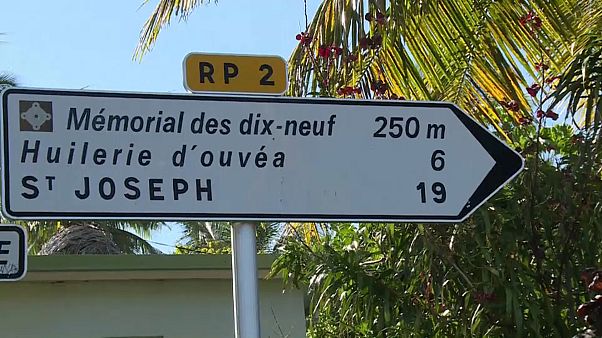 RP 2
Mémorial des dix-neuf 250 m
Huilerie d'ouvéa 6
ST JOSEPH 19
E